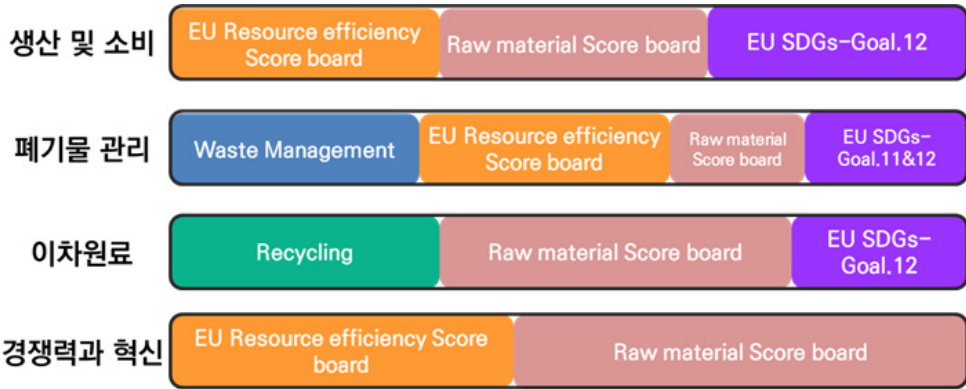 생산 및 소비
EU Resource efficiency
Score board
Raw material Score board
EU SDGs-Goal.12
폐기물 관리
Waste Management
EU Resource efficiency
Score board
Raw material
Score board
EU SDGs-
Goal.11&12
이차원료
Recycling
Raw material Score board
EU SDGs-
Goal.12
경쟁력과 혁신
EU Resource efficiency Score
board
Raw material Score board